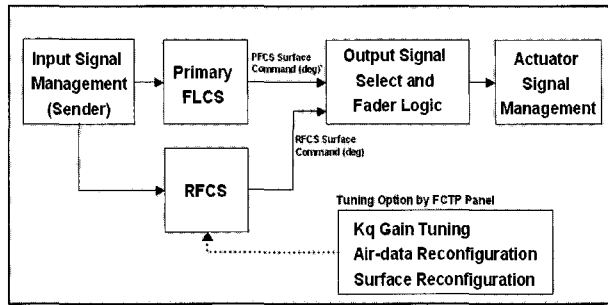 Input Signal
Management
(Sender)
Primary
FLCS
PFCS Surface
Command (deg)
Output Signal
Select and
Fader Logic
Actuator
Signal
Management
RFCS Surface
Command (deg)
RFCS
Tuning Option by FCTP Panel
Kq Gain Tuning
Air-data Reconfiguration
Surface Reconfiguration